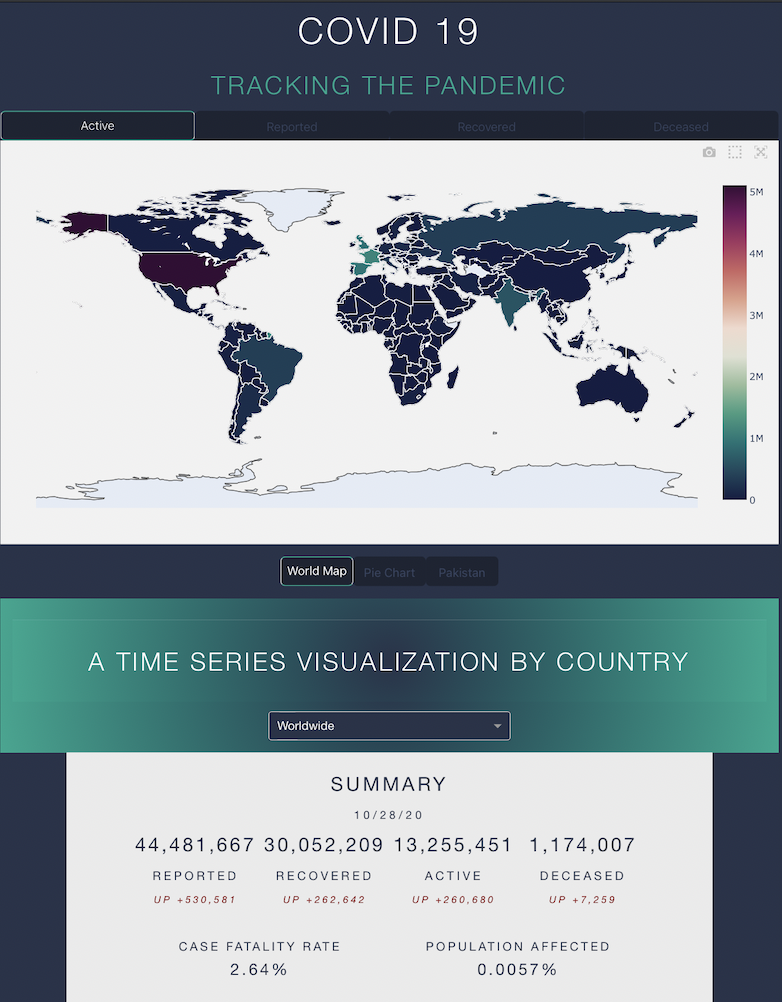 COVID 19
TRACKING THE PANDEMIC
Active Reported Recovered Deceased
5M
4M
3M
2M
1M
0
World Map Pie Chart Pakistan
A TIME SERIES VISUALIZATION BY COUNTRY
Worldwide
SUMMARY
10/28/20
44,481,667 30,052,209 13,255,451 1,174,007
REPORTED RECOVERED ACTIVE DECEASED
UP +530,581 UP +262,642 UP +260,680 UP +7,259
CASE FATALITY RATE POPULATION AFFECTED
2.64% 0.0057%